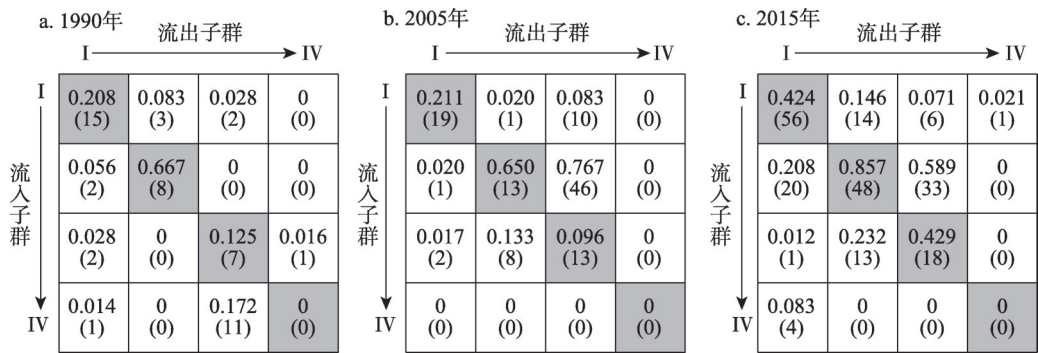 a. 1990年
流出子群
I IV
I
流入子群
IV
0.208 0.083 0.028 0
(15) (3) (2) (0)
0.056 0.667 0 0
(2) (8) (0) (0)
0.028 0 0.125 0.016
(2) (0) (7) (1)
0.014 0 0.172 0
(1) (0) (11) (0)
b. 2005年
流出子群
I IV
I
流入子群
IV
0.211 0.020 0.083 0
(19) (1) (10) (0)
0.020 0.650 0.767 0
(1) (13) (46) (0)
0.017 0.133 0.096 0
(2) (8) (13) (0)
0 0 0 0
(0) (0) (0) (0)
c. 2015年
流出子群
I IV
I
流入子群
IV
0.424 0.146 0.071 0.021
(56) (14) (6) (1)
0.208 0.857 0.589 0
(20) (48) (33) (0)
0.012 0.232 0.429 0
(1) (13) (18) (0)
0.083 0 0 0
(4) (0) (0) (0)